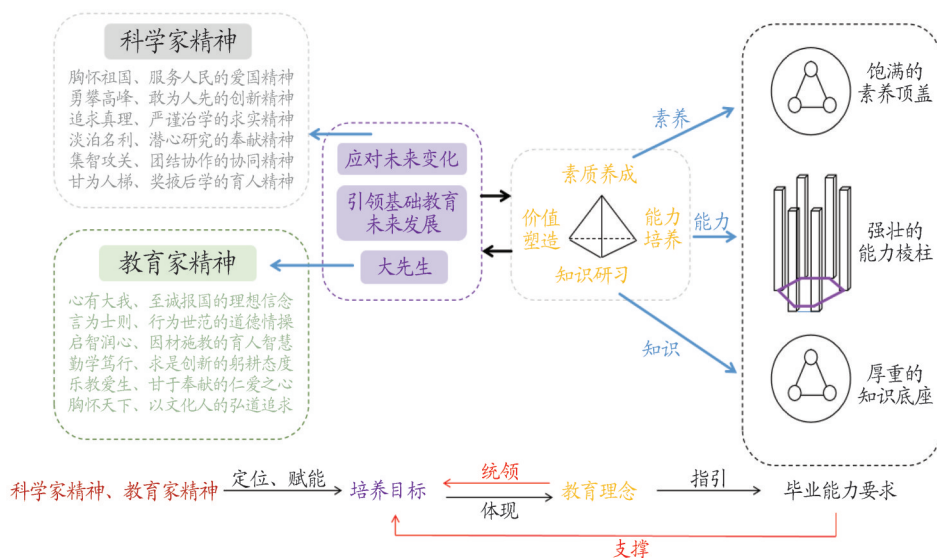 科学家精神
胸怀祖国、服务人民的爱国精神
勇攀高峰、敢为人先的创新精神
追求真理、严谨治学的求实精神
淡泊名利、潜心研究的奉献精神
集智攻关、团结协作的协同精神
甘为人梯、奖掖后学的育人精神
教育家精神
心有大我、至诚报国的理想信念
言为士则、行为世范的道德情操
启智润心、因材施教的育人智慧
勤学笃行、求是创新的躬耕态度
乐教爱生、甘于奉献的仁爱之心
胸怀天下、以文化人的弘道追求
应对未来变化
引领基础教育
未来发展
大先生
素质养成
价值
塑造
能力
培养
知识研习
素养
能力
知识
饱满的
素养顶盖
强壮的
能力棱柱
厚重的
知识底座
科学家精神、教育家精神
定位、赋能
培养目标
统领
体现
教育理念
指引
毕业能力要求
支撑